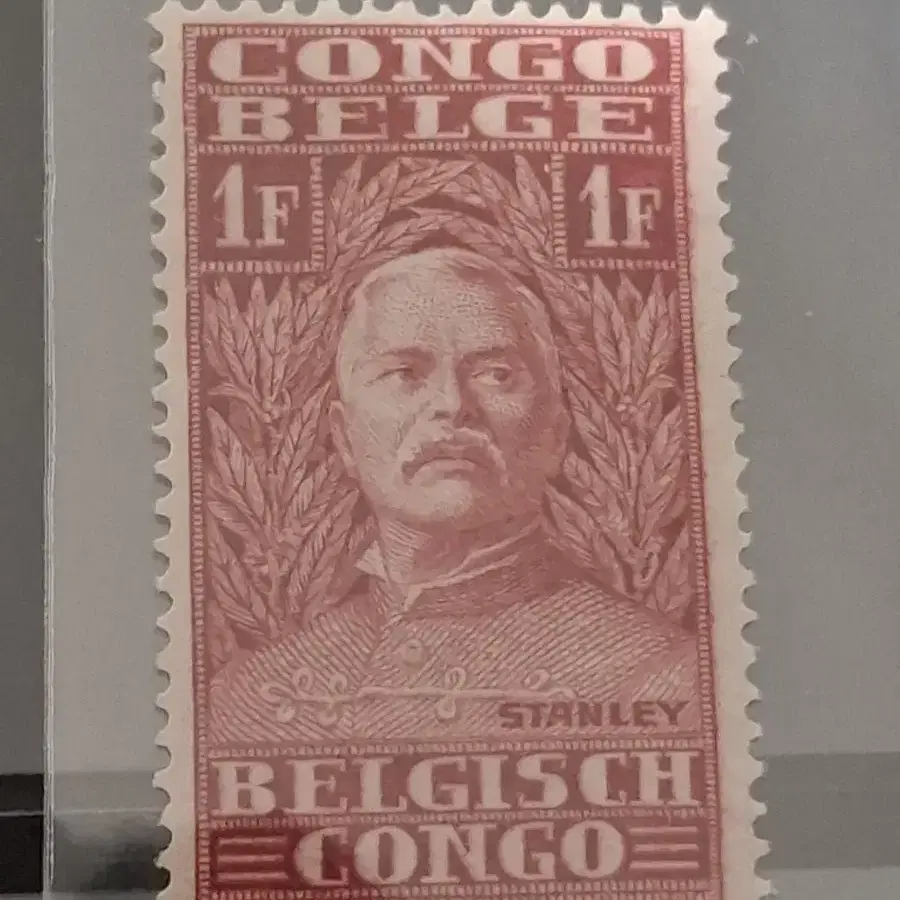 CONGO
BELGE
1F 1F
STANLEY
BELGISCH
CONGO